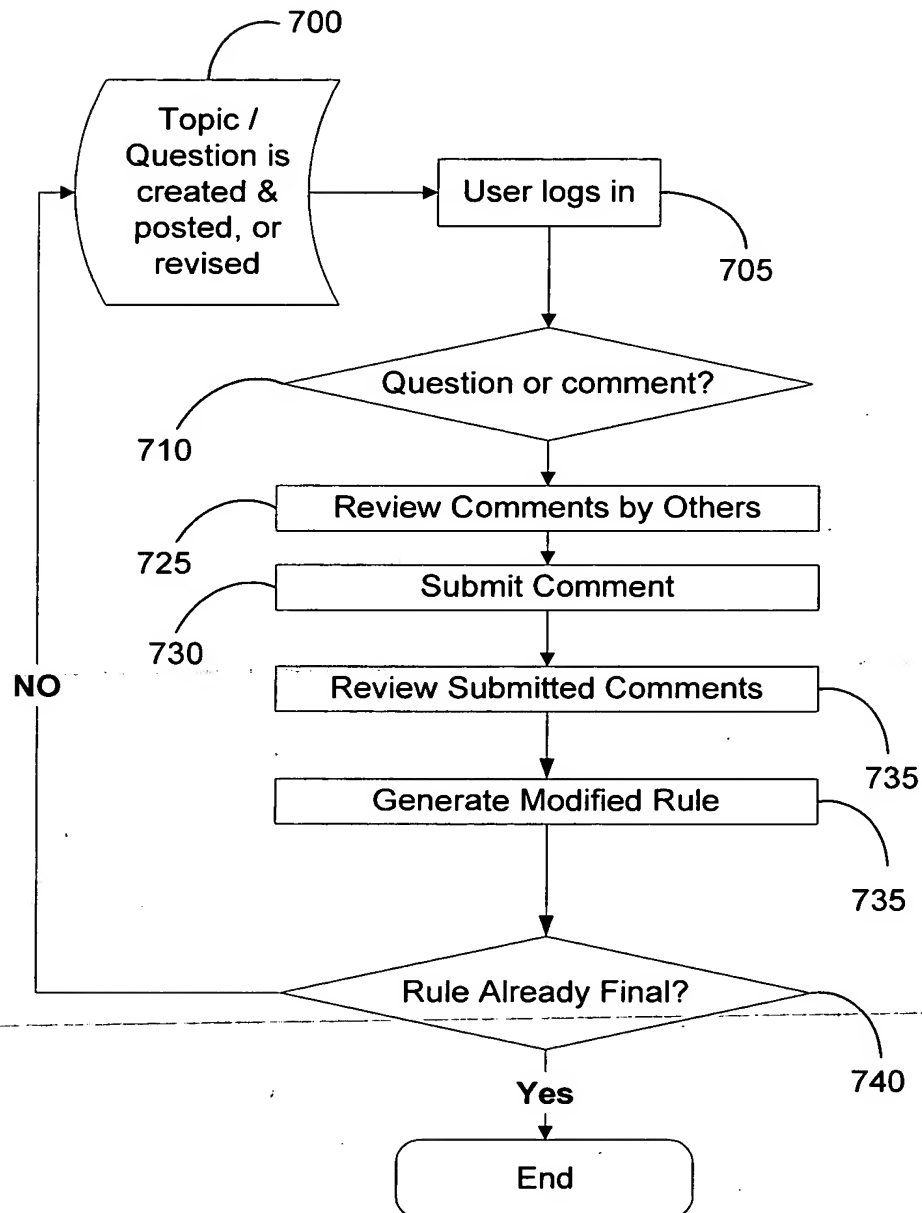 700
Topic /
Question is
created &
posted, or
revised
User logs in
705
Question or comment?
710
Review Comments by Others
725
Submit Comment
730
NO
Review Submitted Comments
735
Generate Modified Rule
735
Rule Already Final?
740
Yes
End